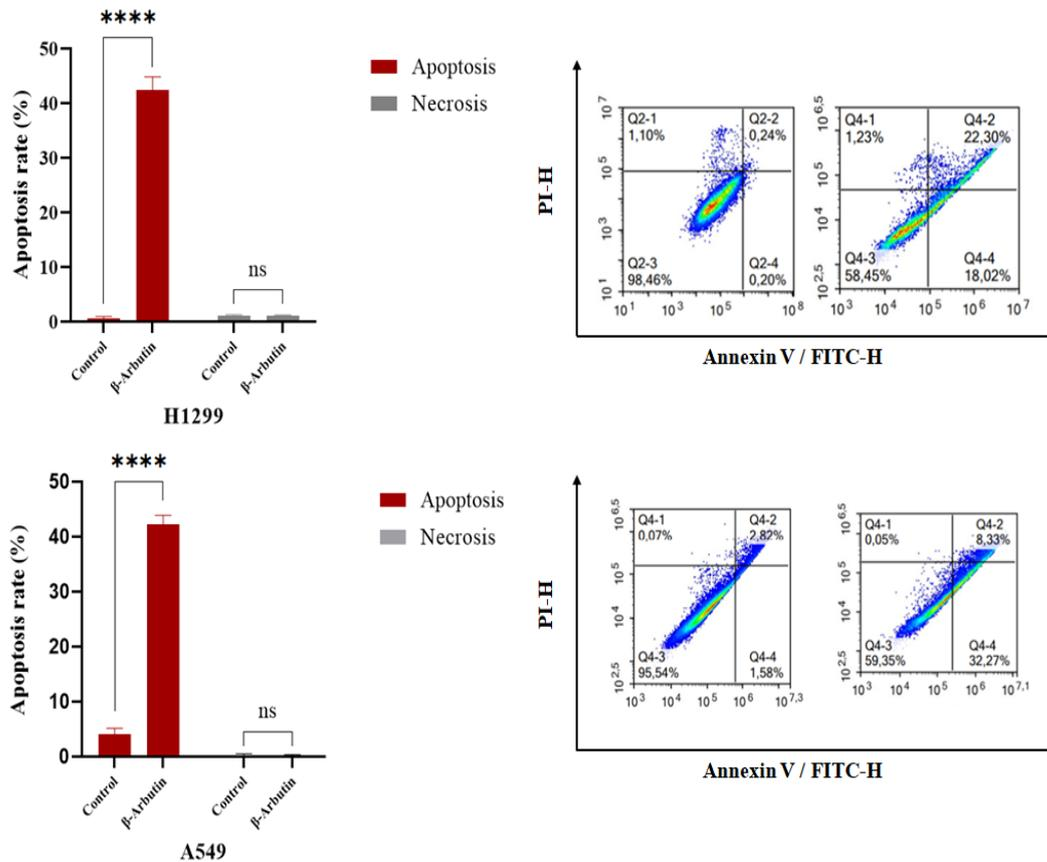 ****
50
40
30
20
10
0
Apoptosis rate (%)
Control
β-Arbutin
Control
β-Arbutin
ns
H1299
Apoptosis
Necrosis
PI-H
10^7
10^5
10^3
10^1
Q2-1
1,10%
Q2-2
0,24%
Q2-3
98,46%
Q2-4
0,20%
10^1 10^3 10^5 10^8
10^6,5
10^5
10^4
10^2,5
Q4-1
1,23%
Q4-2
22,30%
Q4-3
58,45%
Q4-4
18,02%
10^3 10^4 10^5 10^6 10^7
Annexin V / FITC-H
****
50
40
30
20
10
0
Apoptosis rate (%)
Control
β-Arbutin
Control
β-Arbutin
ns
A549
Apoptosis
Necrosis
PI-H
10^6,5
10^5
10^4
10^2,5
Q4-1
0,07%
Q4-2
2,82%
Q4-3
95,54%
Q4-4
1,58%
10^3 10^4 10^5 10^6 10^7,3
10^6,5
10^5
10^4
10^2,5
Q4-1
0,05%
Q4-2
8,33%
Q4-3
59,35%
Q4-4
32,27%
10^3 10^4 10^5 10^6 10^7,1
Annexin V / FITC-H